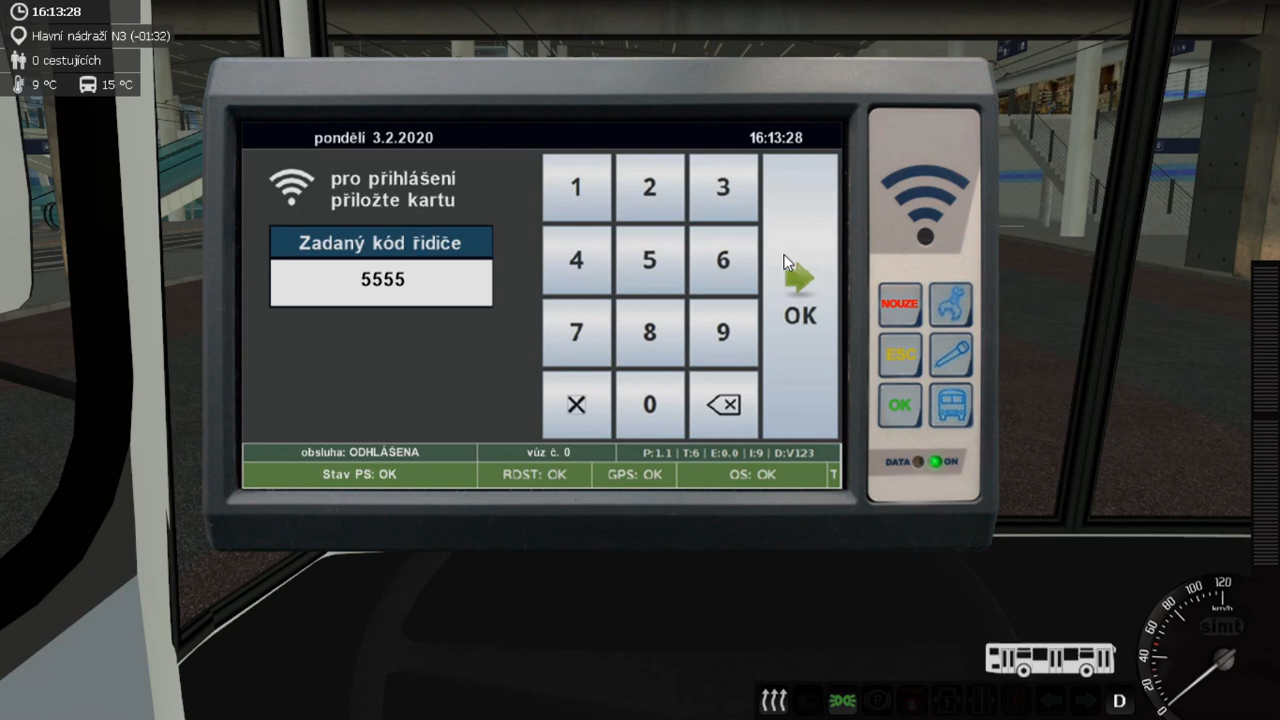 16:13:28
Hlavní nádraží N3 (-01:32)
0 cestujících
9 °C 15 °C
pondělí 3.2.2020 16:13:28
pro přihlášení
přiložte kartu
Zadaný kód řidiče
5555
1 2 3
4 5 6
7 8 9
0
OK
NOUZE
ESC
OK
DATA ON
obsluha: ODHLÁŠENA vůz č. 0 P:1.1 | T:6 | E:0.0 | I:9 | D:V123
Stav PS: OK RDST: OK GPS: OK OS: OK T
0 20 40 60 80 100 120
km/h
simt
D